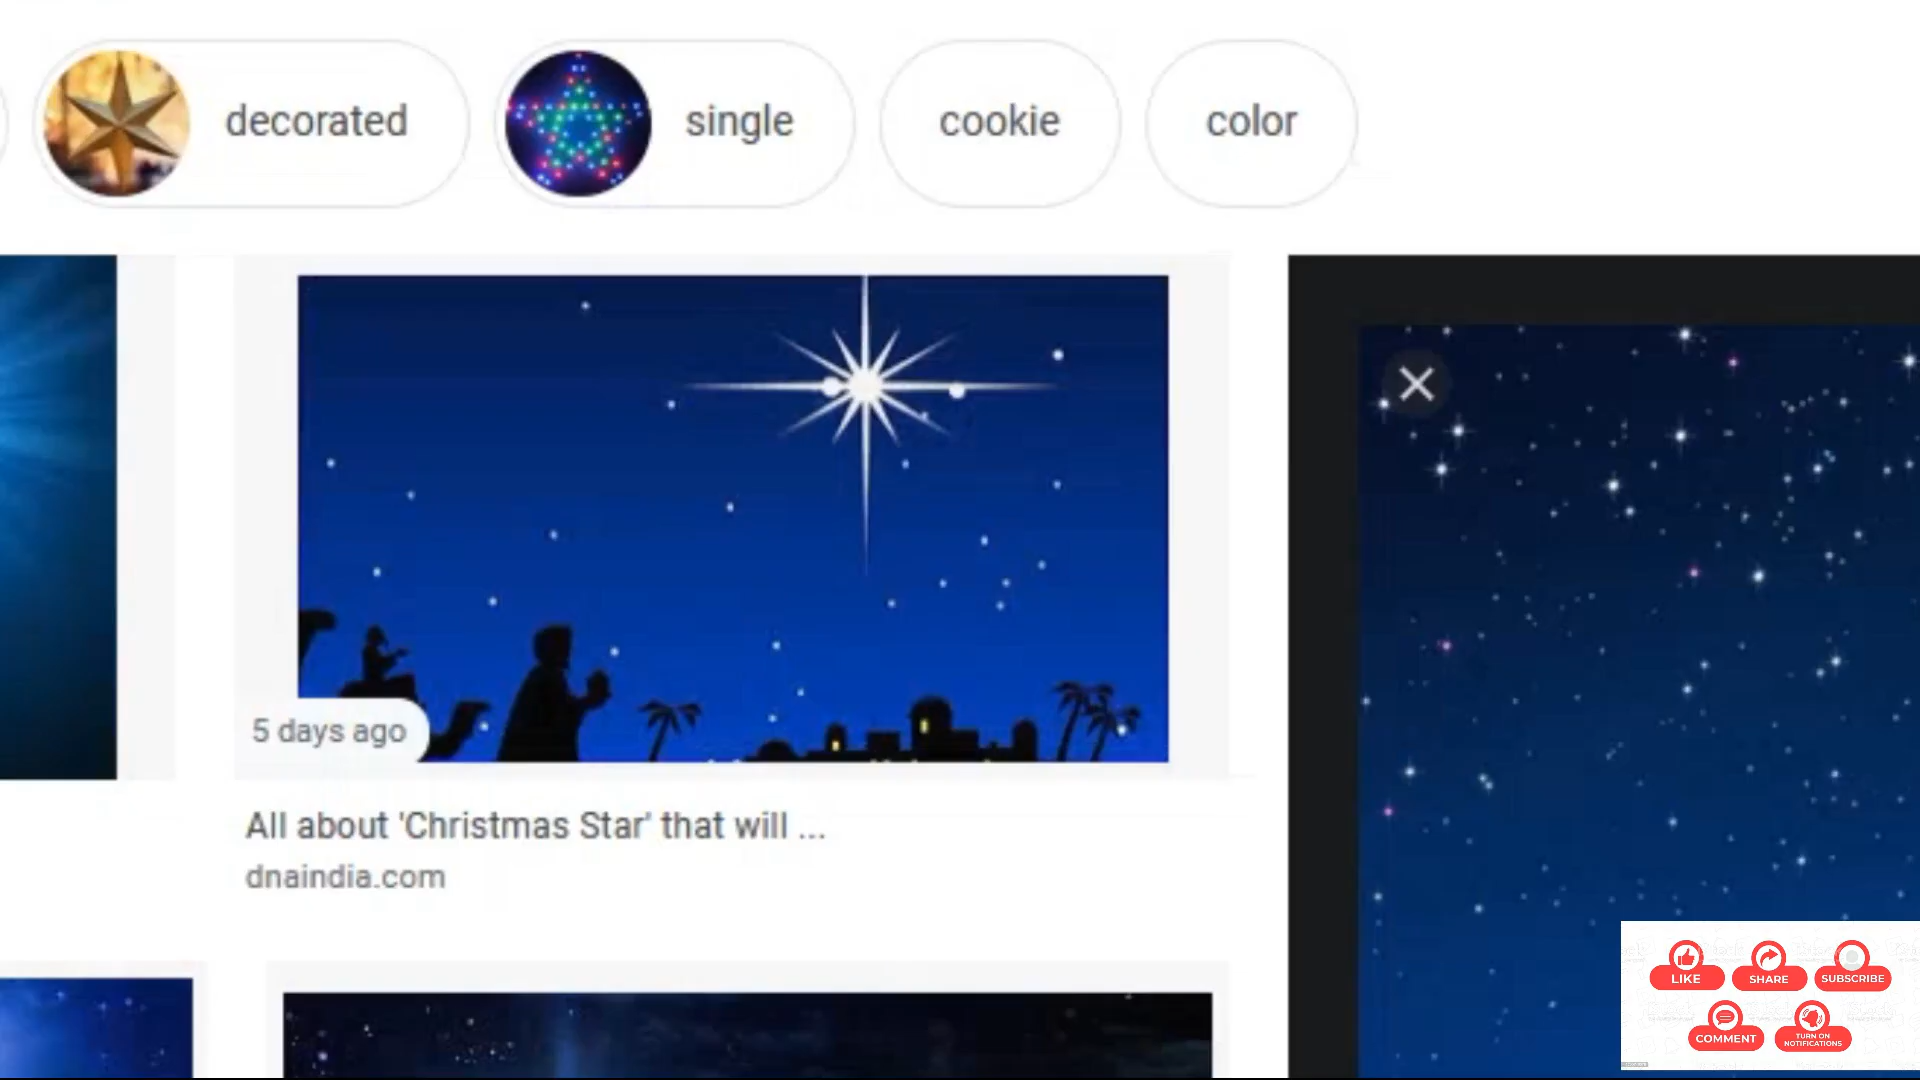 decorated
single
cookie
color
5 days ago
All about 'Christmas Star' that will ...
dnaindia.com
LIKE
SHARE
SUBSCRIBE
COMMENT
TURN ON
NOTIFICATIONS